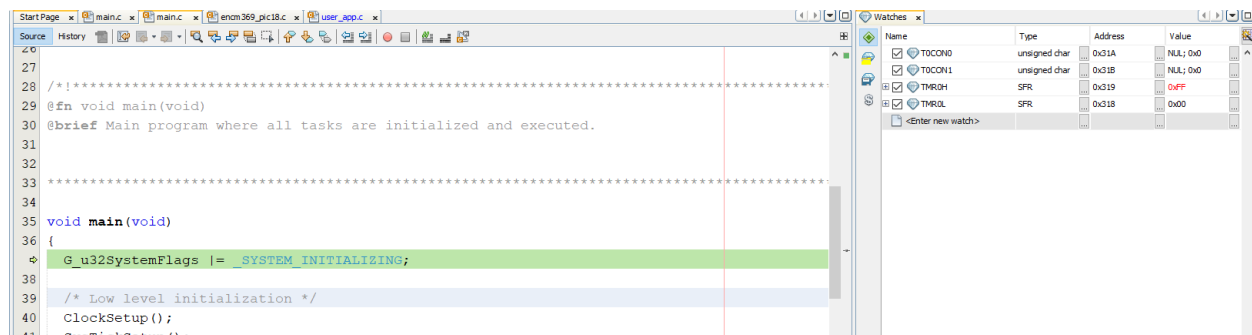 Start Page x main.c x main.c x encm369_pic18.c x user_app.c x
Source History
26
27
28 /*!**********************************************************************************************
29 @fn void main(void)
30 @brief Main program where all tasks are initialized and executed.
31
32
33 **********************************************************************************************
34
35 void main(void)
36 {
G_u32SystemFlags |= _SYSTEM_INITIALIZING;
38
39 /* Low level initialization */
40 ClockSetup();
Watches x
Name Type Address Value
T0CON0 unsigned char ... 0x31A ... NUL; 0x0 ...
T0CON1 unsigned char ... 0x31B ... NUL; 0x0 ...
TMR0H SFR ... 0x319 ... 0xFF ...
TMR0L SFR ... 0x318 ... 0x00 ...
<Enter new watch> ... ... ...